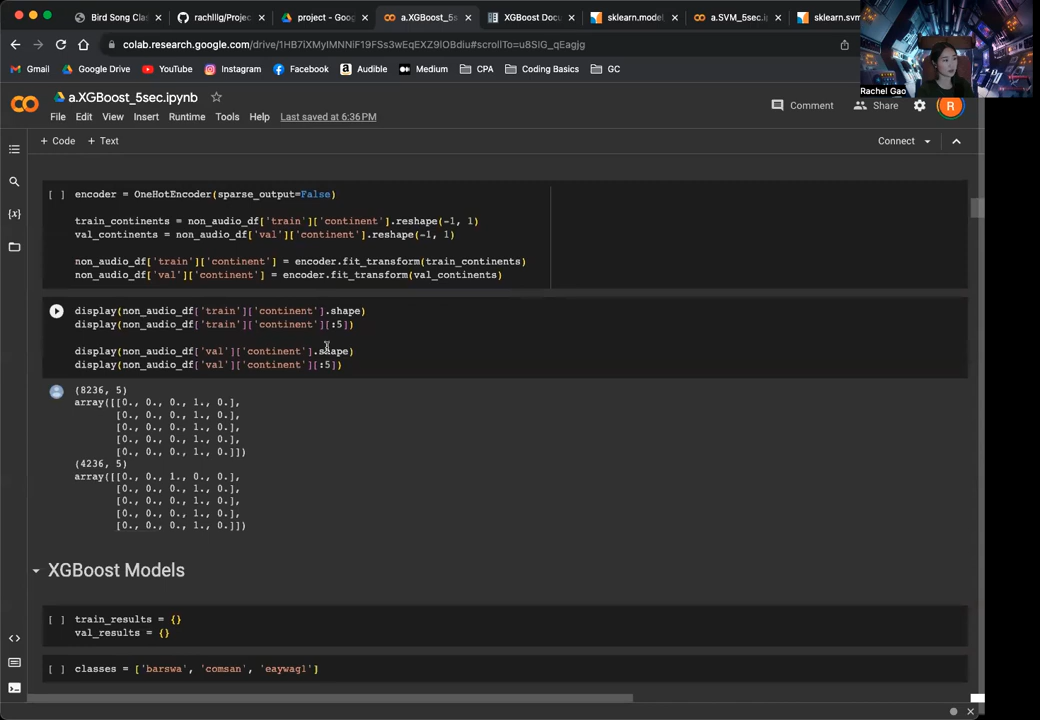 Bird Song Cla
rachlllg/Projec
project - Goog
a.XGBoost_5s
XGBoost Docu
sklearn.model_
a.SVM_5sec.ip
sklearn.svm
colab.research.google.com/drive/1HB7iXMyIMNNiF19FSs3wEqEXZ9lOBdiu#scrollTo=u8SlG_qEagjg
Gmail
Google Drive
YouTube
Instagram
Facebook
Audible
Medium
CPA
Coding Basics
GC
Rachel Gao
a.XGBoost_5sec.ipynb
Comment
Share
R
File Edit View Insert Runtime Tools Help Last saved at 6:36 PM
+ Code + Text
Connect
[ ] encoder = OneHotEncoder(sparse_output=False)
train_continents = non_audio_df['train']['continent'].reshape(-1, 1)
val_continents = non_audio_df['val']['continent'].reshape(-1, 1)
non_audio_df['train']['continent'] = encoder.fit_transform(train_continents)
non_audio_df['val']['continent'] = encoder.fit_transform(val_continents)
display(non_audio_df['train']['continent'].shape)
display(non_audio_df['train']['continent'][:5])
display(non_audio_df['val']['continent'].shape)
display(non_audio_df['val']['continent'][:5])
(8236, 5)
array([[0., 0., 0., 1., 0.],
[0., 0., 0., 1., 0.],
[0., 0., 0., 1., 0.],
[0., 0., 0., 1., 0.],
[0., 0., 0., 1., 0.]])
(4236, 5)
array([[0., 0., 1., 0., 0.],
[0., 0., 0., 1., 0.],
[0., 0., 0., 1., 0.],
[0., 0., 0., 1., 0.],
[0., 0., 0., 1., 0.]])
XGBoost Models
[ ] train_results = {}
val_results = {}
[ ] classes = ['barswa', 'comsan', 'eaywag1']